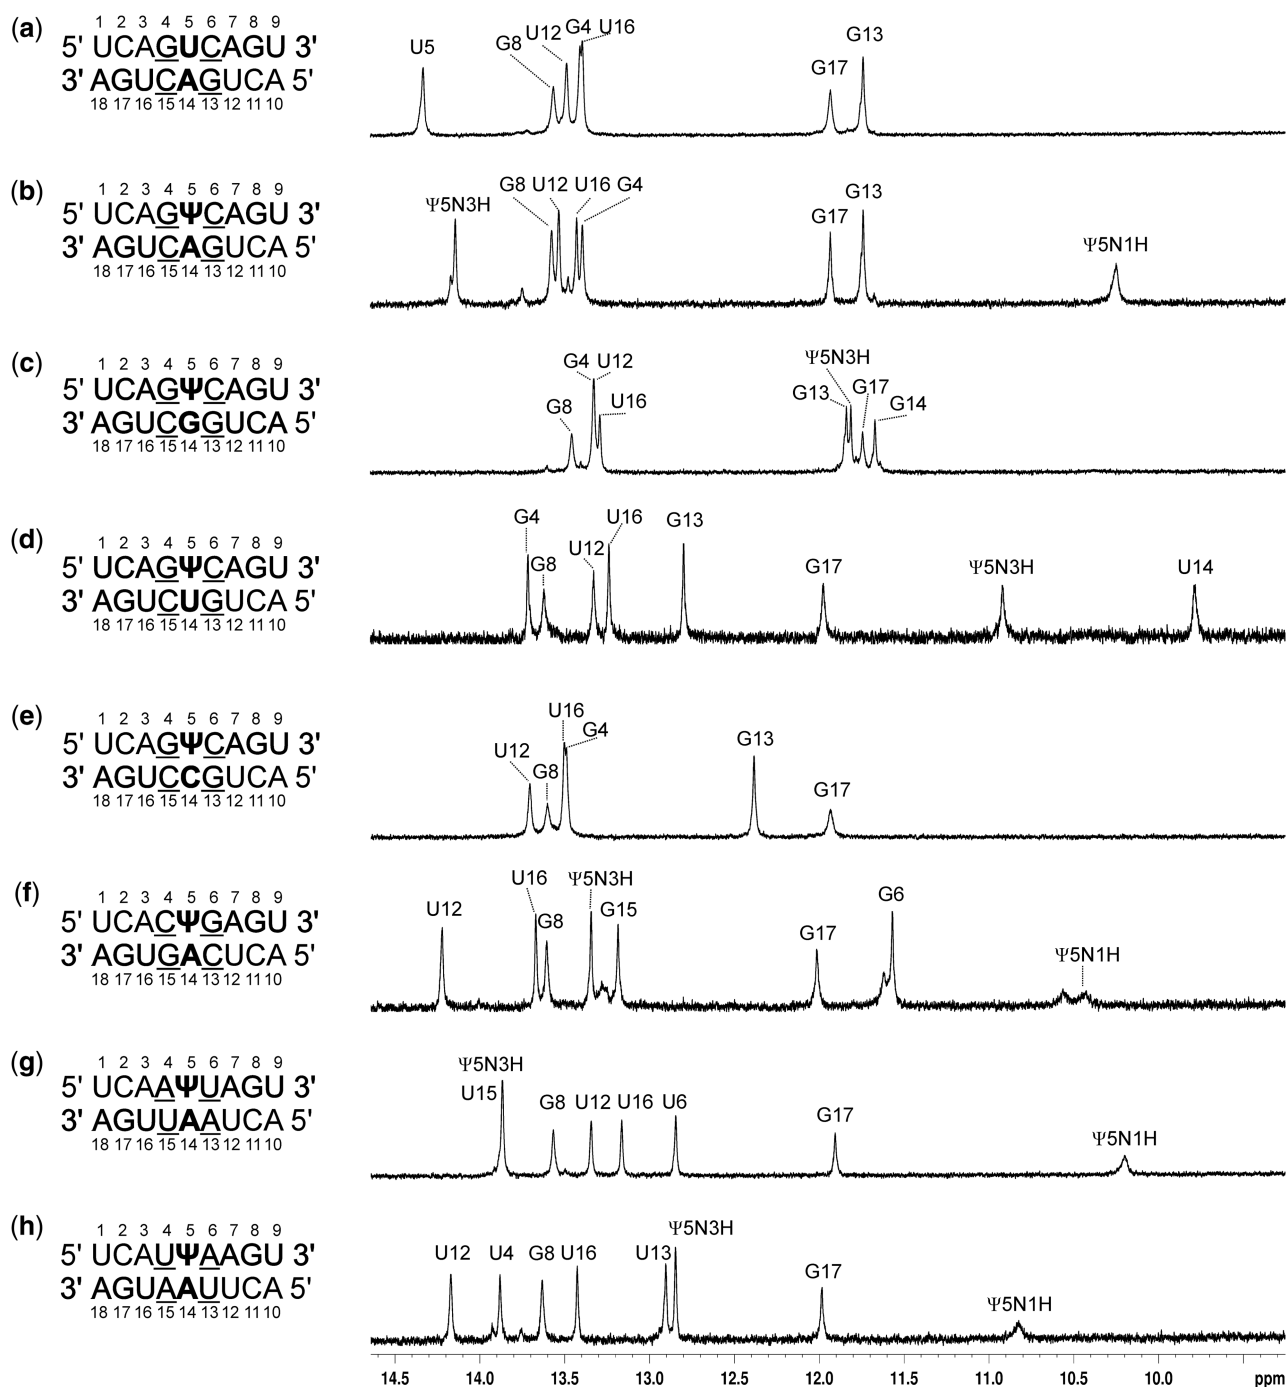 (a)
1 2 3 4 5 6 7 8 9
5' UCAGUCAGU 3'
3' AGUCAGUCA 5'
18 17 16 15 14 13 12 11 10
U5 G8 U12 G4 U16 G17 G13
(b)
1 2 3 4 5 6 7 8 9
5' UCAGΨCAGU 3'
3' AGUCAGUCA 5'
18 17 16 15 14 13 12 11 10
Ψ5N3H G8 U12 U16 G4 G17 G13 Ψ5N1H
(c)
1 2 3 4 5 6 7 8 9
5' UCAGΨCAGU 3'
3' AGUCGGUCA 5'
18 17 16 15 14 13 12 11 10
G8 G4 U12 U16 G13 Ψ5N3H G17 G14
(d)
1 2 3 4 5 6 7 8 9
5' UCAGΨCAGU 3'
3' AGUCUGUCA 5'
18 17 16 15 14 13 12 11 10
G4 G8 U12 U16 G13 G17 Ψ5N3H U14
(e)
1 2 3 4 5 6 7 8 9
5' UCAGΨCAGU 3'
3' AGUCCGUCA 5'
18 17 16 15 14 13 12 11 10
U12 G8 U16 G4 G13 G17
(f)
1 2 3 4 5 6 7 8 9
5' UCACΨGAGU 3'
3' AGUGACUCA 5'
18 17 16 15 14 13 12 11 10
U12 U16 G8 Ψ5N3H G15 G17 G6 Ψ5N1H
(g)
1 2 3 4 5 6 7 8 9
5' UCAAΨUAGU 3'
3' AGUUAAUCA 5'
18 17 16 15 14 13 12 11 10
Ψ5N3H
U15 G8 U12 U16 U6 G17 Ψ5N1H
(h)
1 2 3 4 5 6 7 8 9
5' UCAUΨAAGU 3'
3' AGUAAUUCA 5'
18 17 16 15 14 13 12 11 10
U12 U4 G8 U16 U13 Ψ5N3H G17 Ψ5N1H
14.5 14.0 13.5 13.0 12.5 12.0 11.5 11.0 10.5 10.0 ppm